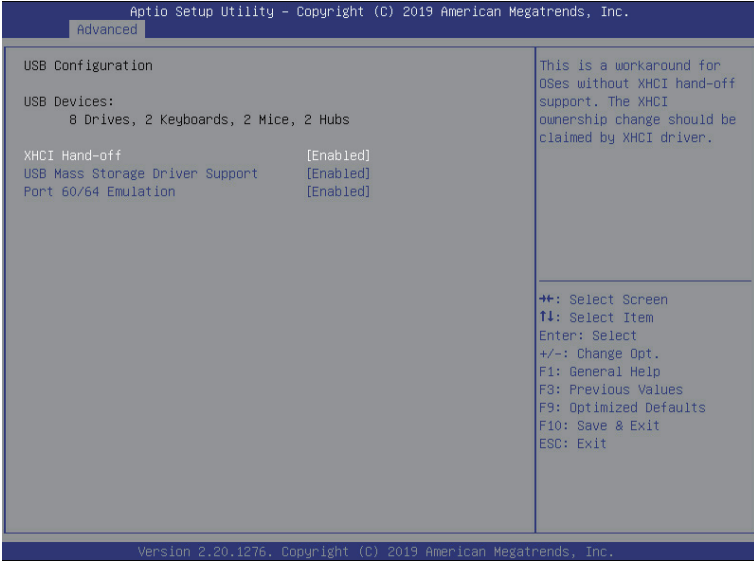 Aptio Setup Utility – Copyright (C) 2019 American Megatrends, Inc.
Advanced
USB Configuration
USB Devices:
8 Drives, 2 Keyboards, 2 Mice, 2 Hubs
XHCI Hand-off [Enabled]
USB Mass Storage Driver Support [Enabled]
Port 60/64 Emulation [Enabled]
This is a workaround for
OSes without XHCI hand-off
support. The XHCI
ownership change should be
claimed by XHCI driver.
→←: Select Screen
↑↓: Select Item
Enter: Select
+/-: Change Opt.
F1: General Help
F3: Previous Values
F9: Optimized Defaults
F10: Save & Exit
ESC: Exit
Version 2.20.1276. Copyright (C) 2019 American Megatrends, Inc.